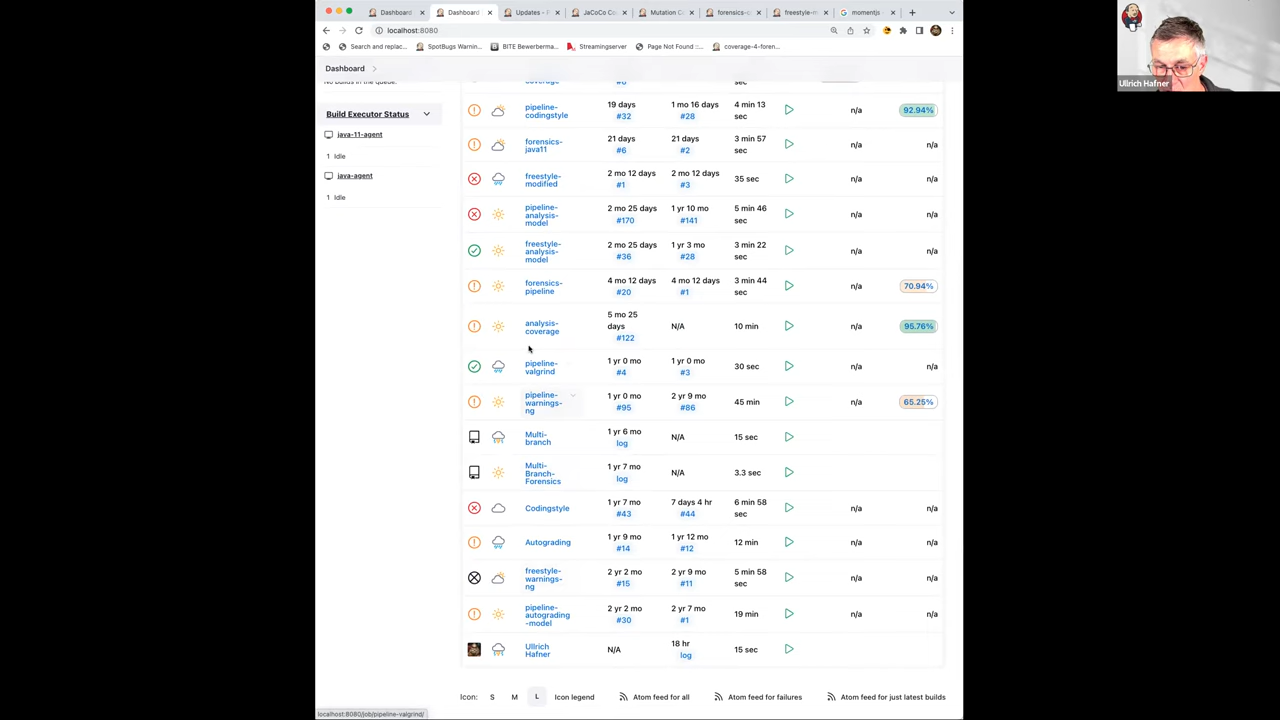 Dashboard
Dashboard
Updates - P
JaCoCo Co
Mutation C
forensics-
freestyle-m
momentjs
localhost:8080
Search and replac...
SpotBugs Warnin...
BITE Bewerberma...
Streamingserver
Page Not Found ::...
coverage-4-foren...
Ullrich Hafner
Dashboard
No builds in the queue.
Build Executor Status
java-11-agent
1 Idle
java-agent
1 Idle
coverage #6 sec
pipeline-codingstyle 19 days #32 1 mo 16 days #28 4 min 13 sec n/a 92.94%
forensics-java11 21 days #6 21 days #2 3 min 57 sec n/a n/a
freestyle-modified 2 mo 12 days #1 2 mo 12 days #3 35 sec n/a n/a
pipeline-analysis-model 2 mo 25 days #170 1 yr 10 mo #141 5 min 46 sec n/a n/a
freestyle-analysis-model 2 mo 25 days #36 1 yr 3 mo #28 3 min 22 sec n/a n/a
forensics-pipeline 4 mo 12 days #20 4 mo 12 days #1 3 min 44 sec n/a 70.94%
analysis-coverage 5 mo 25 days #122 N/A 10 min n/a 95.76%
pipeline-valgrind 1 yr 0 mo #4 1 yr 0 mo #3 30 sec n/a n/a
pipeline-warnings-ng 1 yr 0 mo #95 2 yr 9 mo #86 45 min n/a 65.25%
Multi-branch 1 yr 6 mo log N/A 15 sec
Multi-Branch-Forensics 1 yr 7 mo log N/A 3.3 sec
Codingstyle 1 yr 7 mo #43 7 days 4 hr #44 6 min 58 sec n/a n/a
Autograding 1 yr 9 mo #14 1 yr 12 mo #12 12 min n/a n/a
freestyle-warnings-ng 2 yr 2 mo #15 2 yr 9 mo #11 5 min 58 sec n/a n/a
pipeline-autograding-model 2 yr 2 mo #30 2 yr 7 mo #1 19 min n/a n/a
Ullrich Hafner N/A 18 hr log 15 sec
Icon: S M L Icon legend Atom feed for all Atom feed for failures Atom feed for just latest builds
localhost:8080/job/pipeline-valgrind/